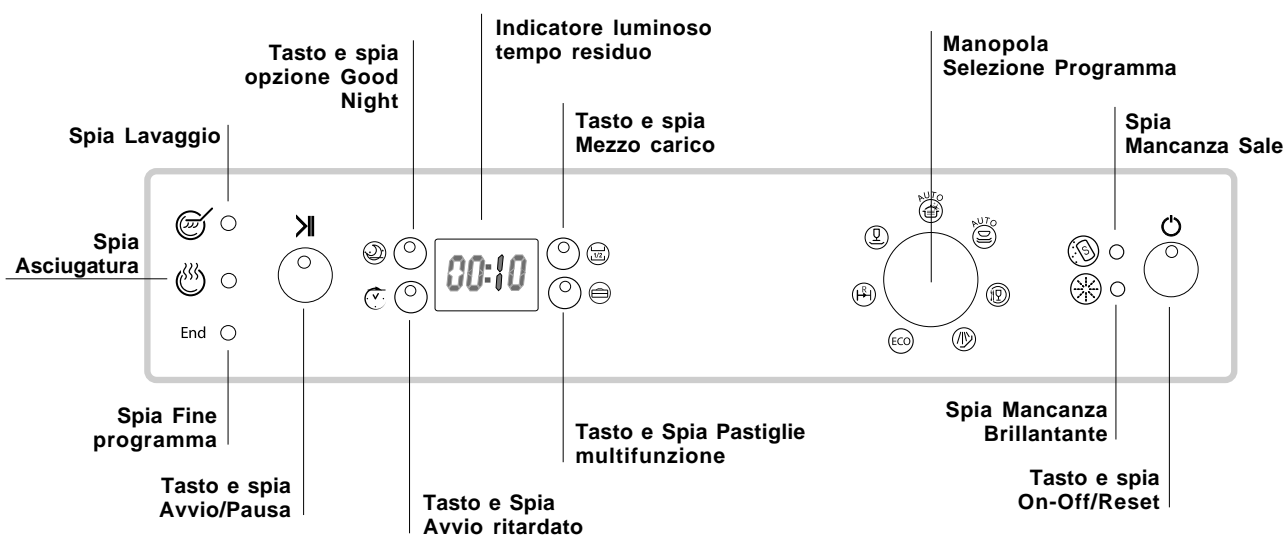 Indicatore luminoso
tempo residuo
Tasto e spia
opzione Good
Night
Manopola
Selezione Programma
Spia Lavaggio
Tasto e spia
Mezzo carico
Spia
Mancanza Sale
Spia
Asciugatura
AUTO
AUTO
1/2
00:10
S
R
End
ECO
Spia Fine
programma
Tasto e spia
Avvio/Pausa
Tasto e Spia
Avvio ritardato
Tasto e Spia Pastiglie
multifunzione
Spia Mancanza
Brillantante
Tasto e spia
On-Off/Reset